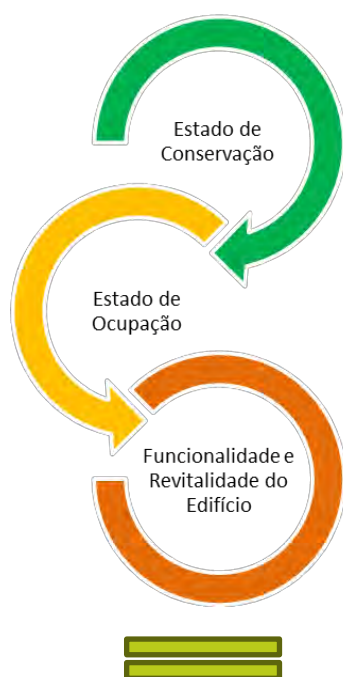 Estado de
Conservação
Estado de
Ocupação
Funcionalidade e
Revitalidade do
Edifício